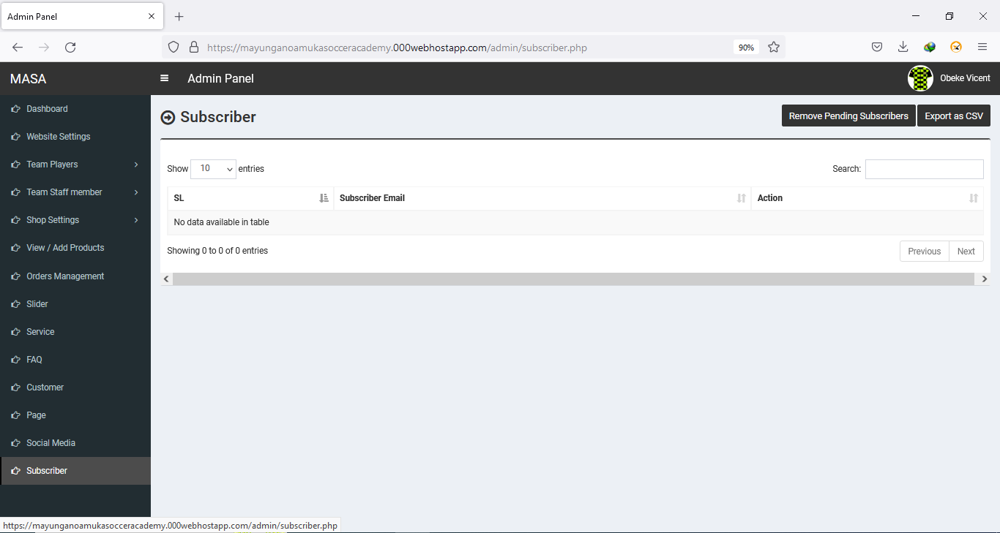 Admin Panel
https://mayunganoamukasocceracademy.000webhostapp.com/admin/subscriber.php
90%
MASA
Admin Panel
Obeke Vicent
Dashboard
Website Settings
Team Players
Team Staff member
Shop Settings
View / Add Products
Orders Management
Slider
Service
FAQ
Customer
Page
Social Media
Subscriber
Subscriber
Remove Pending Subscribers
Export as CSV
Show 10 entries
Search:
SL
Subscriber Email
Action
No data available in table
Showing 0 to 0 of 0 entries
Previous
Next
https://mayunganoamukasocceracademy.000webhostapp.com/admin/subscriber.php